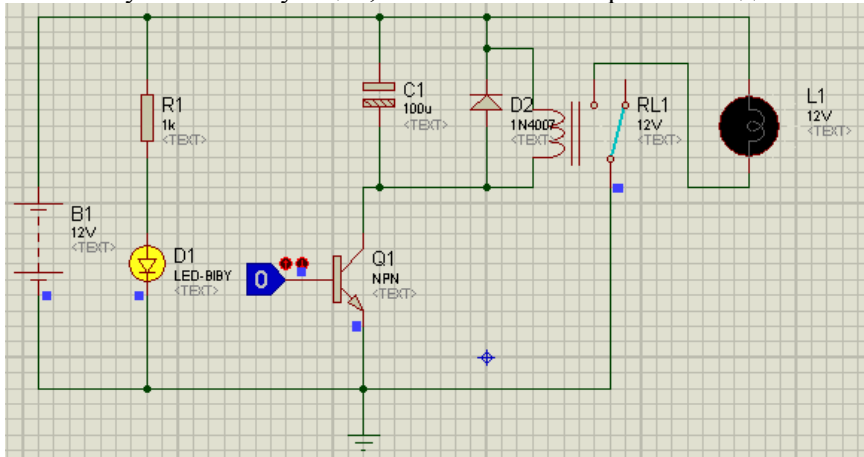 R1
1k
<TEXT>
C1
100u
<TEXT>
D2
1N4007
<TEXT>
RL1
12V
<TEXT>
L1
12V
<TEXT>
B1
12V
<TEXT>
D1
LED-BIBY
<TEXT>
0
Q1
NPN
<TEXT>